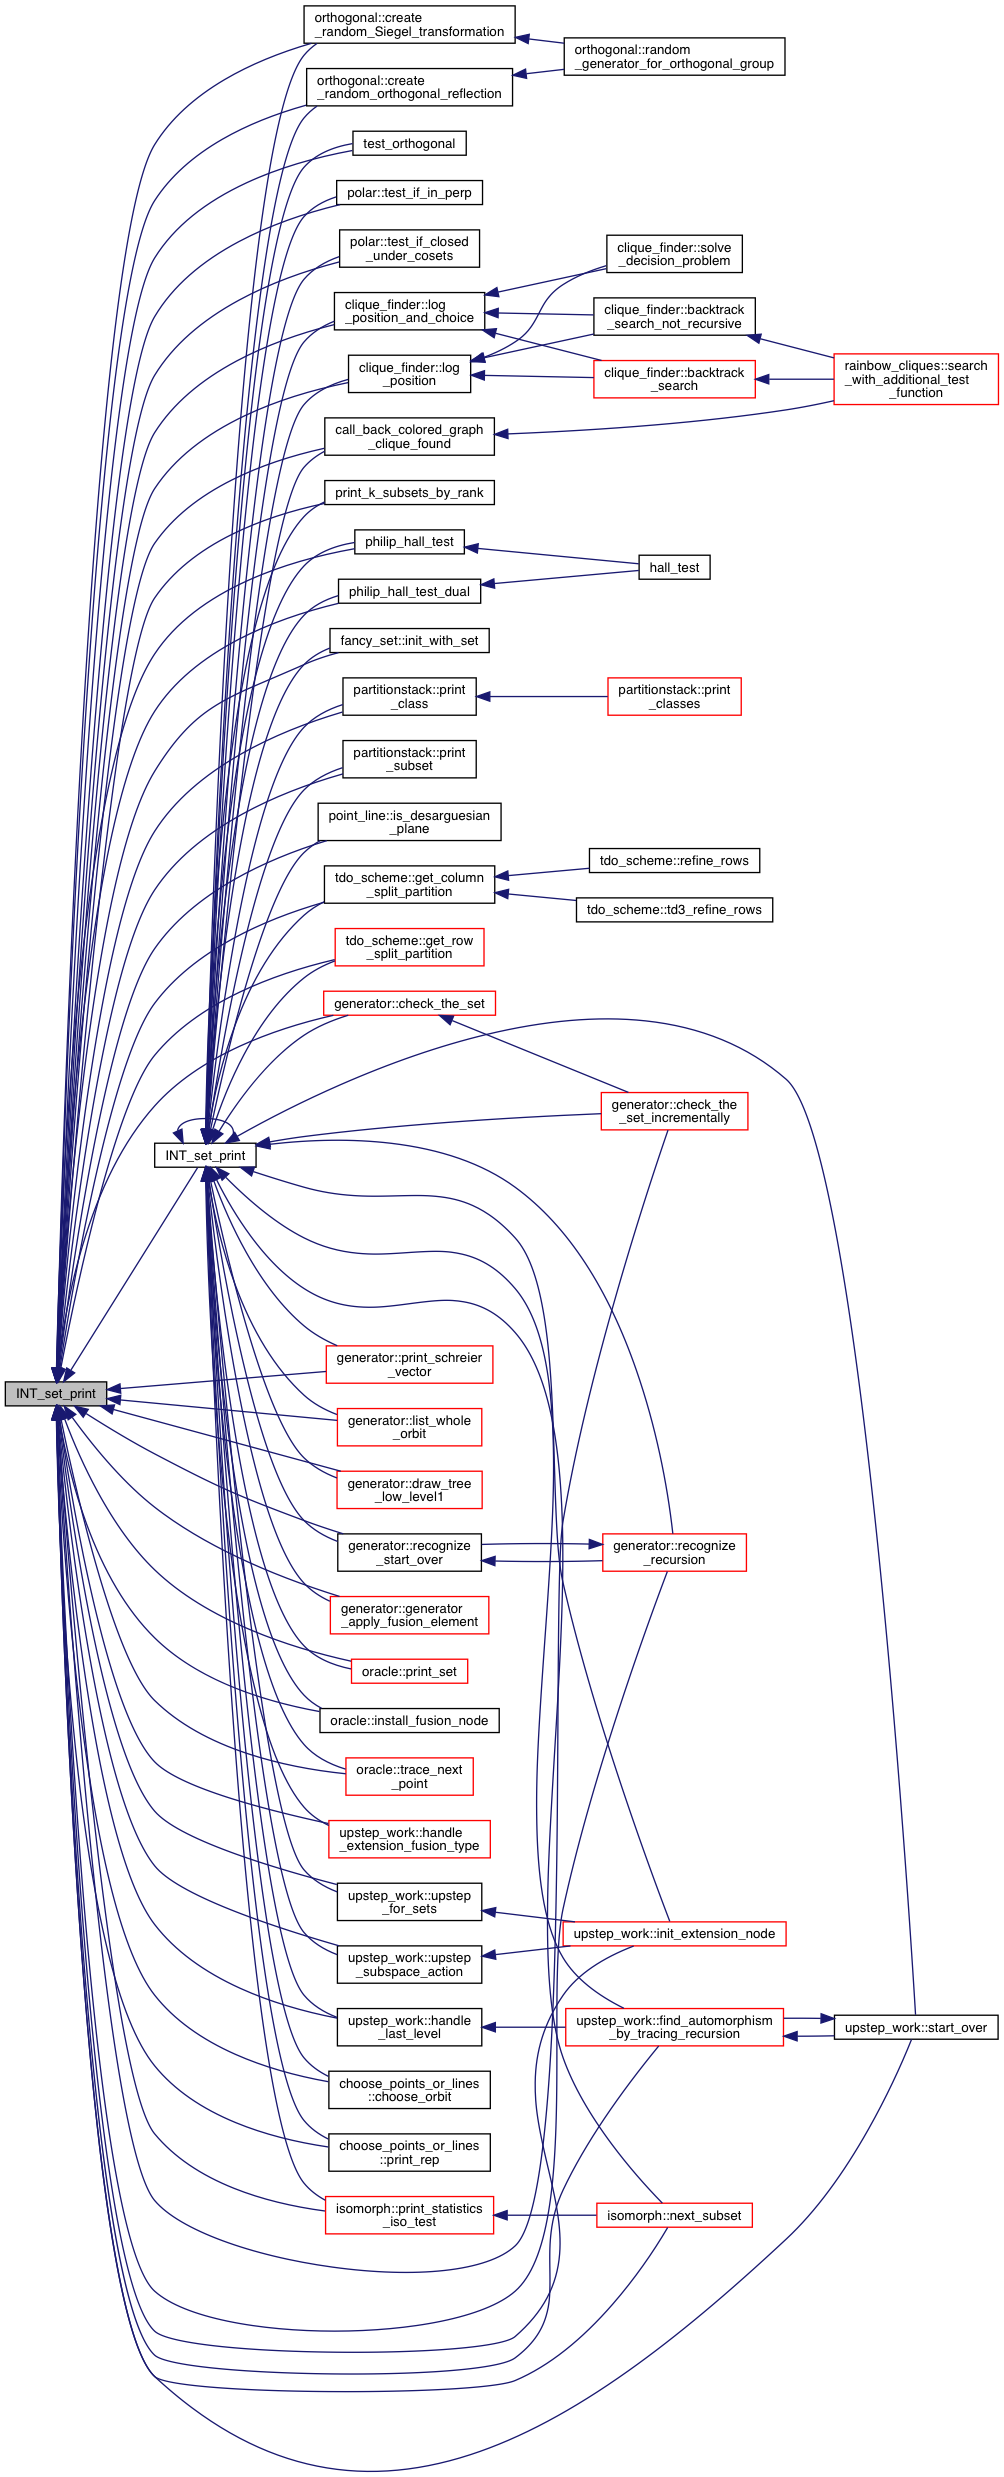 orthogonal::create
_random_Siegel_transformation
orthogonal::random
_generator_for_orthogonal_group
orthogonal::create
_random_orthogonal_reflection
test_orthogonal
polar::test_if_in_perp
polar::test_if_closed
_under_cosets
clique_finder::solve
_decision_problem
clique_finder::log
_position_and_choice
clique_finder::backtrack
_search_not_recursive
clique_finder::log
_position
clique_finder::backtrack
_search
rainbow_cliques::search
_with_additional_test
_function
call_back_colored_graph
_clique_found
print_k_subsets_by_rank
philip_hall_test
hall_test
philip_hall_test_dual
fancy_set::init_with_set
partitionstack::print
_class
partitionstack::print
_classes
partitionstack::print
_subset
point_line::is_desarguesian
_plane
tdo_scheme::get_column
_split_partition
tdo_scheme::refine_rows
tdo_scheme::td3_refine_rows
tdo_scheme::get_row
_split_partition
generator::check_the_set
generator::check_the
_set_incrementally
INT_set_print
generator::print_schreier
_vector
INT_set_print
generator::list_whole
_orbit
generator::draw_tree
_low_level1
generator::recognize
_start_over
generator::recognize
_recursion
generator::generator
_apply_fusion_element
oracle::print_set
oracle::install_fusion_node
oracle::trace_next
_point
upstep_work::handle
_extension_fusion_type
upstep_work::upstep
_for_sets
upstep_work::init_extension_node
upstep_work::upstep
_subspace_action
upstep_work::handle
_last_level
upstep_work::find_automorphism
_by_tracing_recursion
upstep_work::start_over
choose_points_or_lines
::choose_orbit
choose_points_or_lines
::print_rep
isomorph::print_statistics
_iso_test
isomorph::next_subset